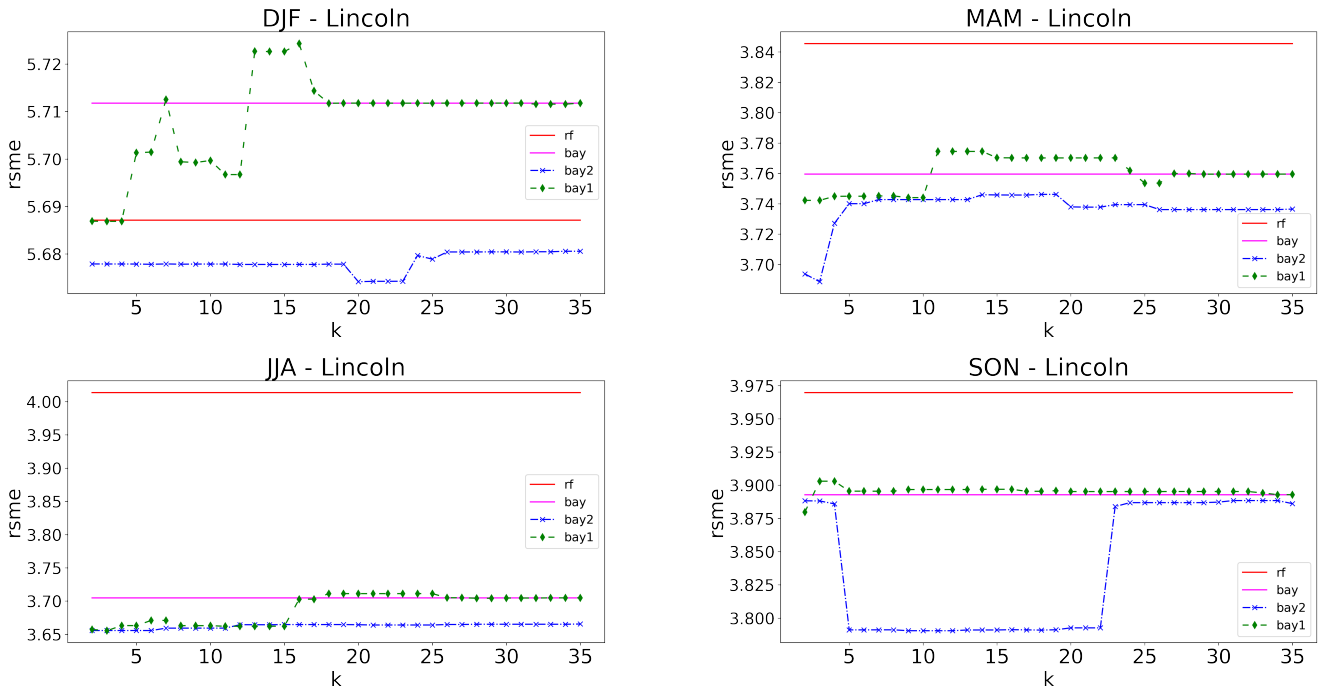 DJF - Lincoln
5.72
5.71
5.70
5.69
5.68
rsme
5 10 15 20 25 30 35
k
rf
bay
bay2
bay1
MAM - Lincoln
3.84
3.82
3.80
3.78
3.76
3.74
3.72
3.70
rsme
5 10 15 20 25 30 35
k
rf
bay
bay2
bay1
JJA - Lincoln
4.00
3.95
3.90
3.85
3.80
3.75
3.70
3.65
rsme
5 10 15 20 25 30 35
k
rf
bay
bay2
bay1
SON - Lincoln
3.975
3.950
3.925
3.900
3.875
3.850
3.825
3.800
rsme
5 10 15 20 25 30 35
k
rf
bay
bay2
bay1